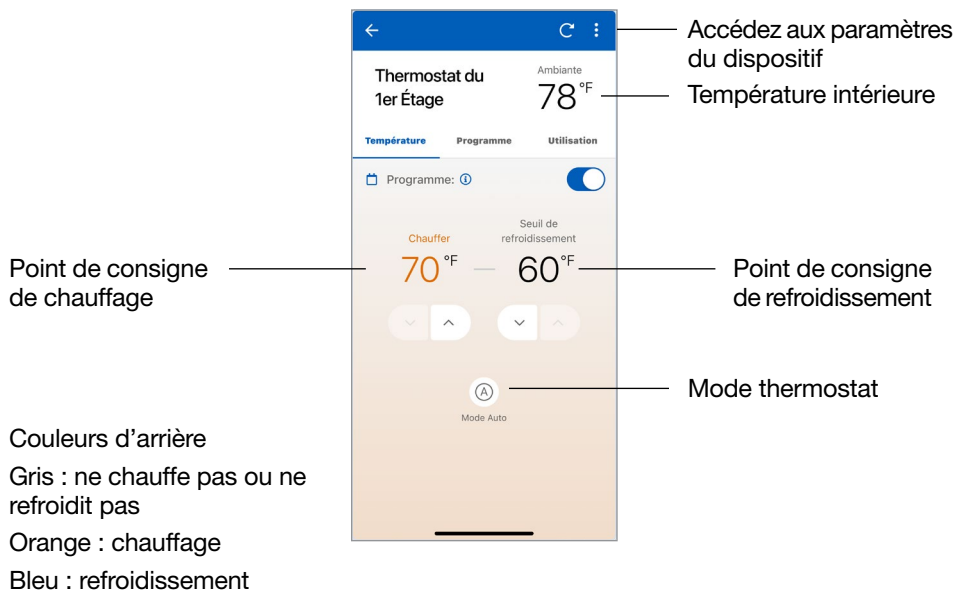 Accédez aux paramètres
du dispositif
Thermostat du
1er Étage
Ambiante
78°F
Température intérieure
Température Programme Utilisation
Programme:
Chauffer
70°F
Seuil de
refroidissement
60°F
Point de consigne
de chauffage
Point de consigne
de refroidissement
A
Mode Auto
Mode thermostat
Couleurs d’arrière
Gris : ne chauffe pas ou ne
refroidit pas
Orange : chauffage
Bleu : refroidissement